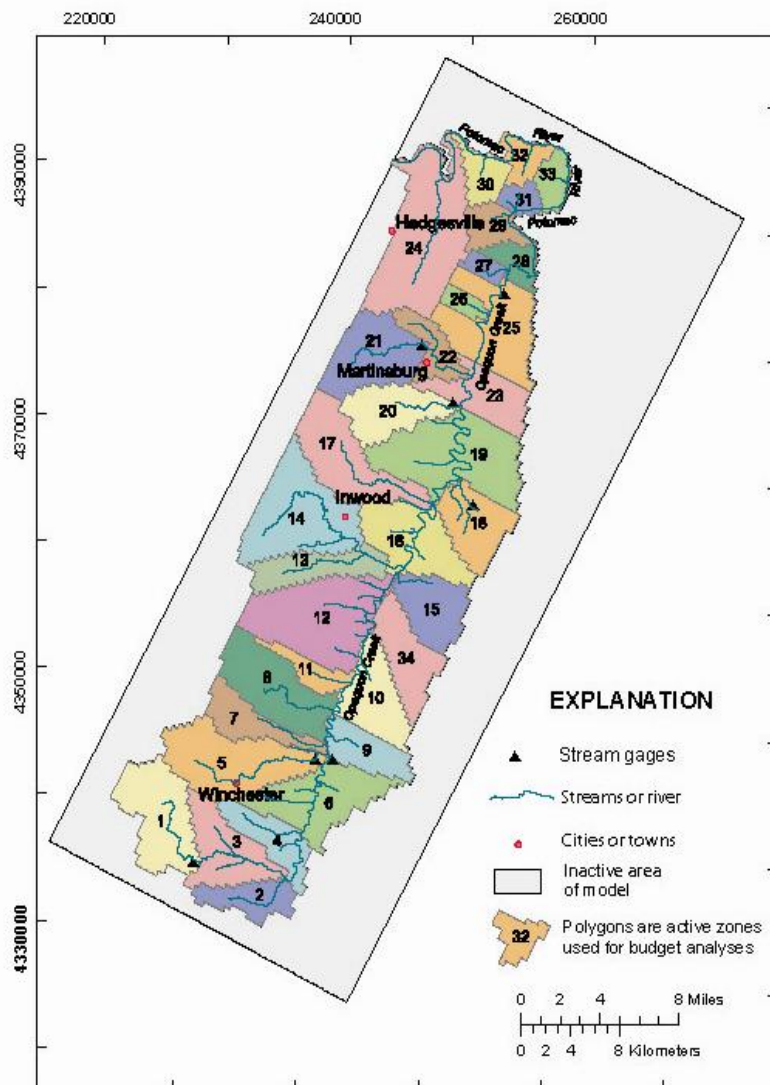 220000 240000 260000
4390000
4370000
4350000
4330000
Potomac River
32
33
River
30
31
Potomac
29
Hedgesville
24
28
27
26
25
Opequon Creek
21
22
Martinsburg
23
20
17
19
Inwood
14
18
16
13
15
12
34
11
8
Opequon Creek
10
7
9
5
Winchester
6
1
3
4
2
EXPLANATION
Stream gages
Streams or river
Cities or towns
Inactive area
of model
32
Polygons are active zones
used for budget analyses
0 2 4 8 Miles
0 2 4 8 Kilometers